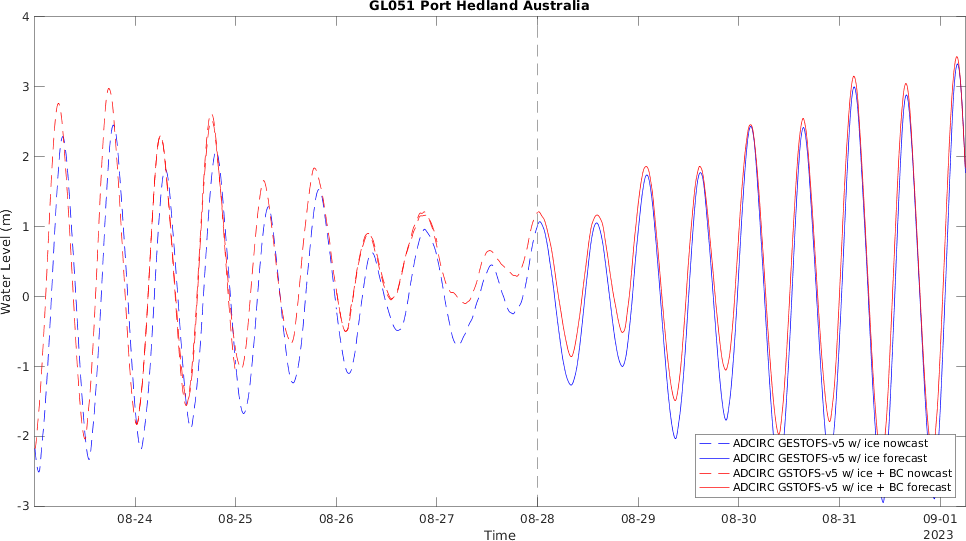 GL051 Port Hedland Australia
4
3
2
1
0
-1
-2
-3
Water Level (m)
ADCIRC GESTOFS-v5 w/ ice nowcast
ADCIRC GESTOFS-v5 w/ ice forecast
ADCIRC GSTOFS-v5 w/ ice + BC nowcast
ADCIRC GSTOFS-v5 w/ ice + BC forecast
08-24 08-25 08-26 08-27 08-28 08-29 08-30 08-31 09-01
Time 2023